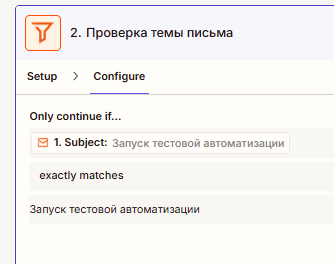 2. Проверка темы письма
Setup > Configure
Only continue if...
1. Subject: Запуск тестовой автоматизации
exactly matches
Запуск тестовой автоматизации